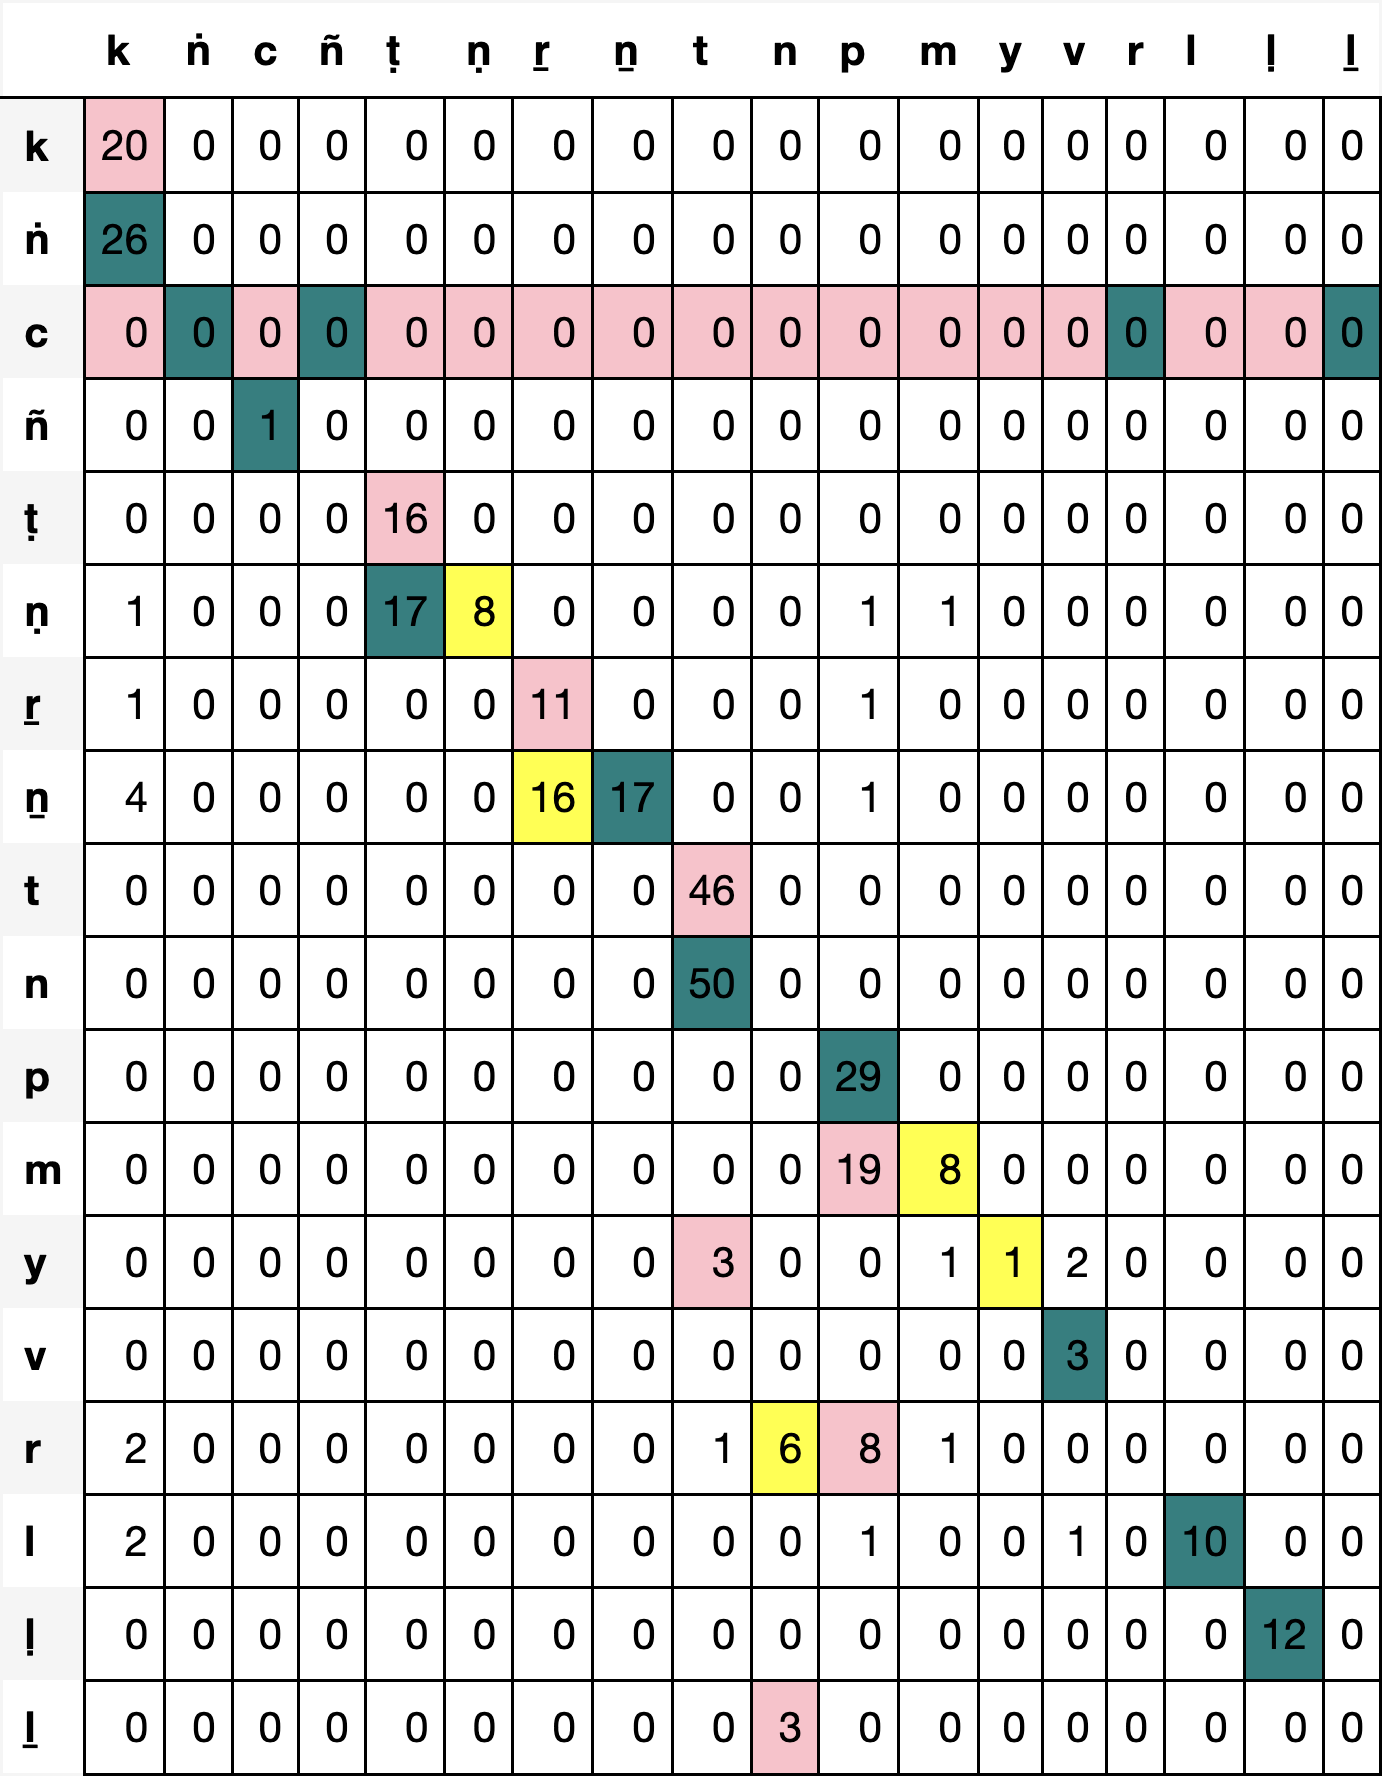 k ṅ c ñ ṭ ṇ ṟ ṉ t n p m y v r l ḷ ḻ
k 20 0 0 0 0 0 0 0 0 0 0 0 0 0 0 0 0 0
ṅ 26 0 0 0 0 0 0 0 0 0 0 0 0 0 0 0 0 0
c 0 0 0 0 0 0 0 0 0 0 0 0 0 0 0 0 0 0
ñ 0 0 1 0 0 0 0 0 0 0 0 0 0 0 0 0 0 0
ṭ 0 0 0 0 16 0 0 0 0 0 0 0 0 0 0 0 0 0
ṇ 1 0 0 0 17 8 0 0 0 0 1 1 0 0 0 0 0 0
ṟ 1 0 0 0 0 0 11 0 0 0 1 0 0 0 0 0 0 0
ṉ 4 0 0 0 0 0 16 17 0 0 1 0 0 0 0 0 0 0
t 0 0 0 0 0 0 0 0 46 0 0 0 0 0 0 0 0 0
n 0 0 0 0 0 0 0 0 50 0 0 0 0 0 0 0 0 0
p 0 0 0 0 0 0 0 0 0 0 29 0 0 0 0 0 0 0
m 0 0 0 0 0 0 0 0 0 0 19 8 0 0 0 0 0 0
y 0 0 0 0 0 0 0 0 3 0 0 1 1 2 0 0 0 0
v 0 0 0 0 0 0 0 0 0 0 0 0 0 3 0 0 0 0
r 2 0 0 0 0 0 0 0 1 6 8 1 0 0 0 0 0 0
l 2 0 0 0 0 0 0 0 0 0 1 0 0 1 0 10 0 0
ḷ 0 0 0 0 0 0 0 0 0 0 0 0 0 0 0 0 12 0
ḻ 0 0 0 0 0 0 0 0 0 3 0 0 0 0 0 0 0 0